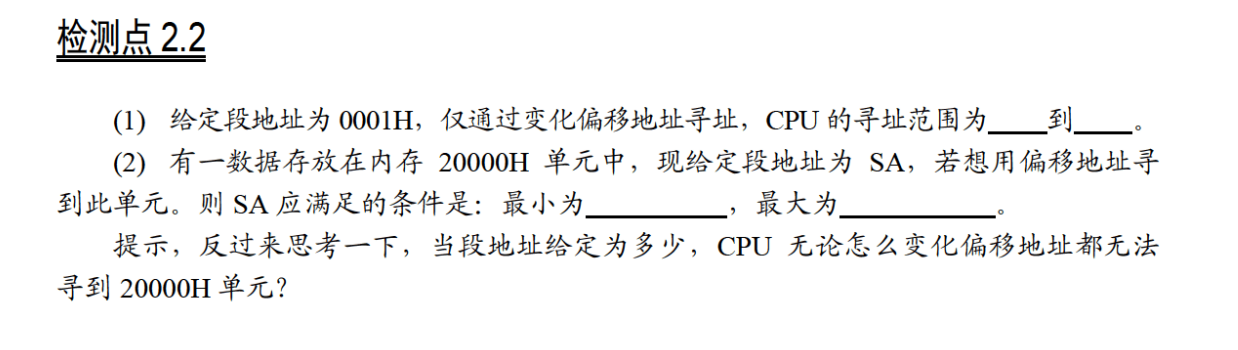 检测点 2.2
(1) 给定段地址为 0001H，仅通过变化偏移地址寻址，CPU 的寻址范围为____到____。
(2) 有一数据存放在内存 20000H 单元中，现给定段地址为 SA，若想用偏移地址寻
到此单元。则 SA 应满足的条件是：最小为__________，最大为___________。
提示，反过来思考一下，当段地址给定为多少，CPU 无论怎么变化偏移地址都无法
寻到 20000H 单元？